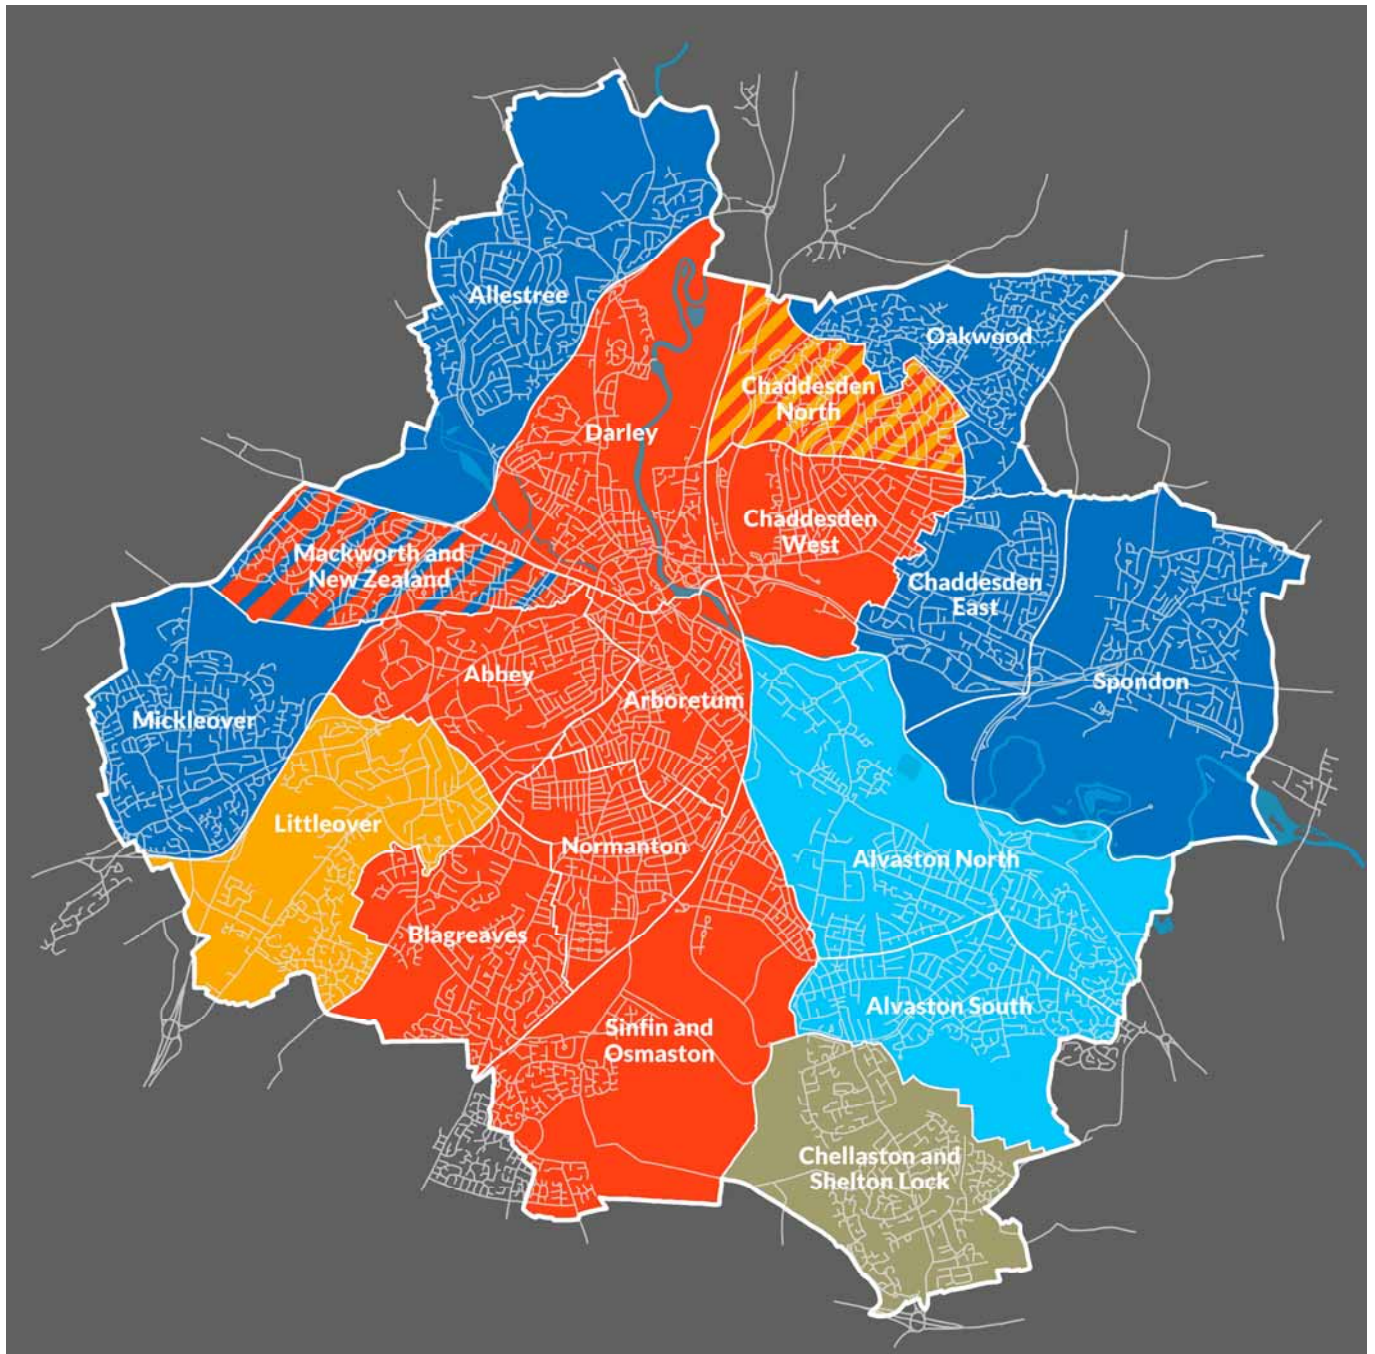 Allestree
Oakwood
Chaddesden
North
Darley
Chaddesden
West
Mackworth and
New Zealand
Chaddesden
East
Abbey
Arboretum
Spondon
Mickleover
Littleover
Normanton
Alvaston North
Blagreaves
Alvaston South
Sinfin and
Osmaston
Chellaston and
Shelton Lock